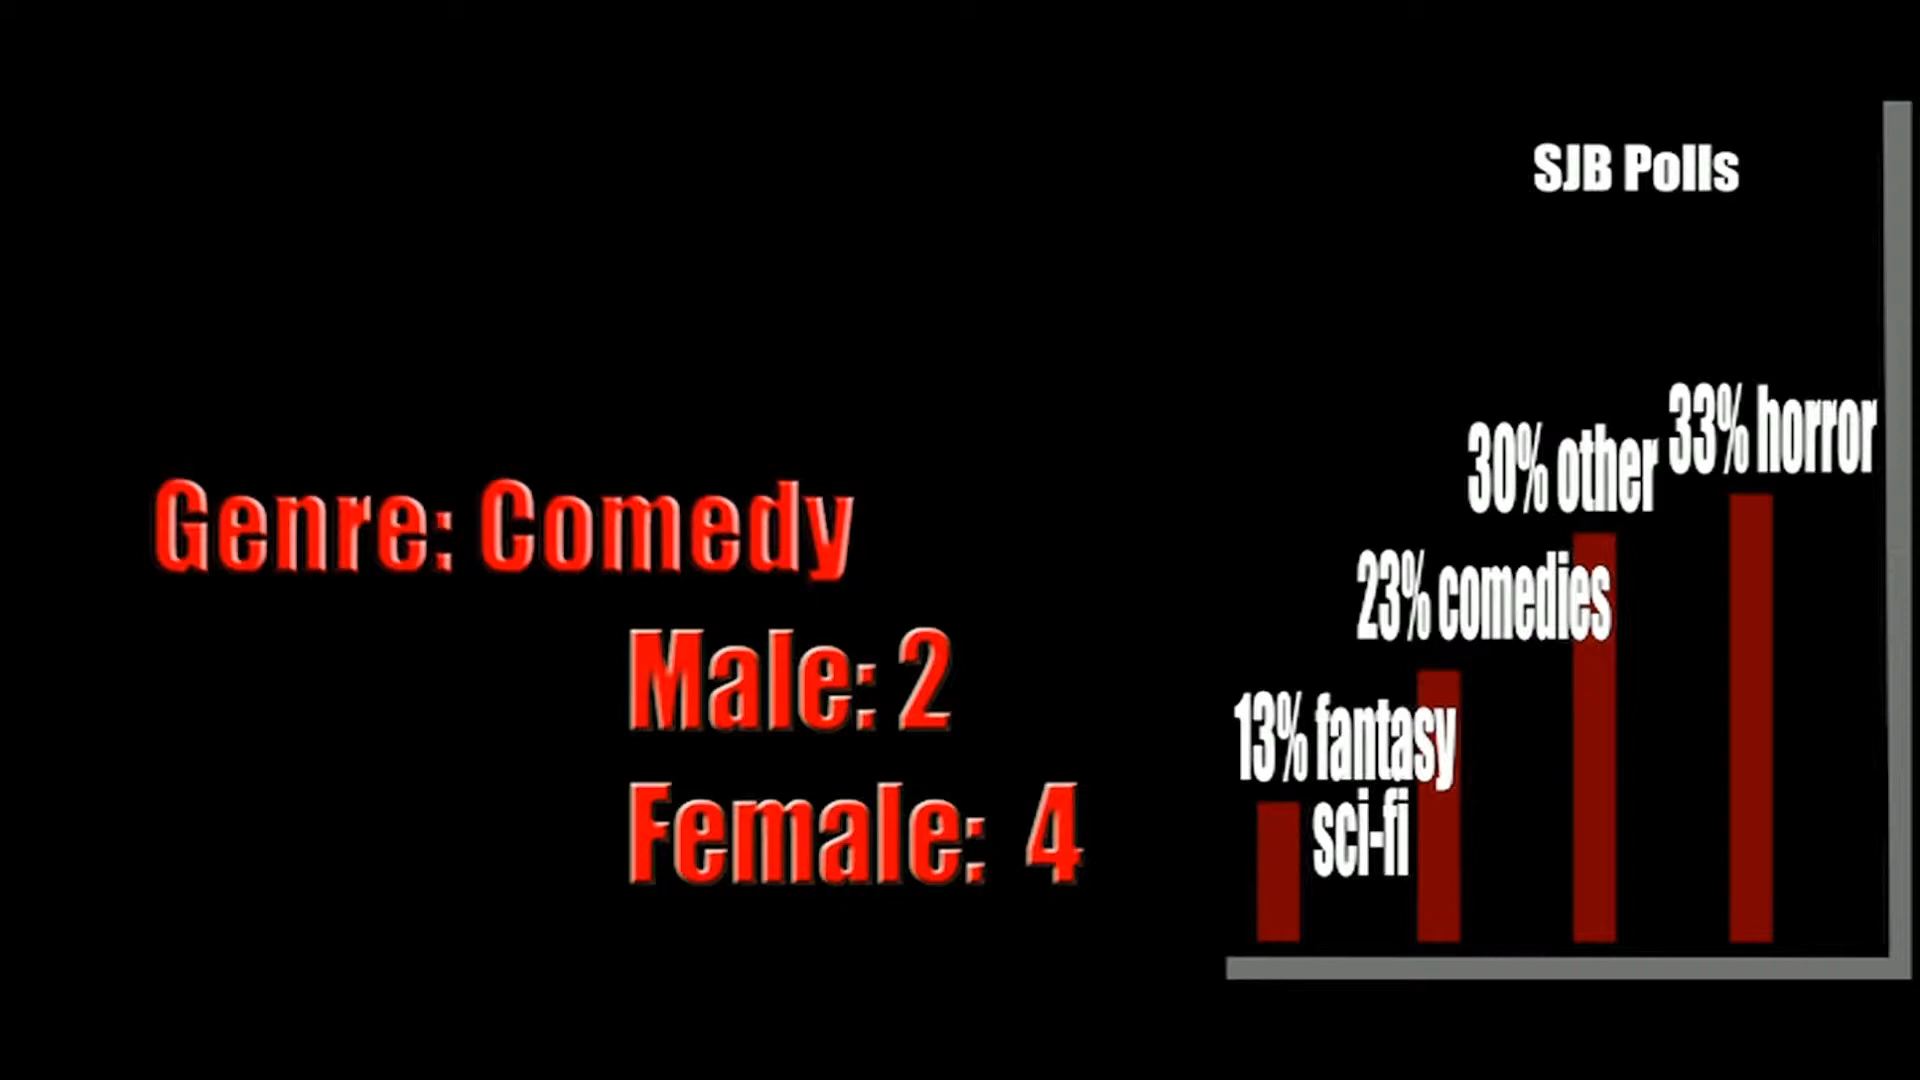 Genre: Comedy
Male: 2
Female: 4
SJB Polls
33% horror
30% other
23% comedies
13% fantasy
sci-fi